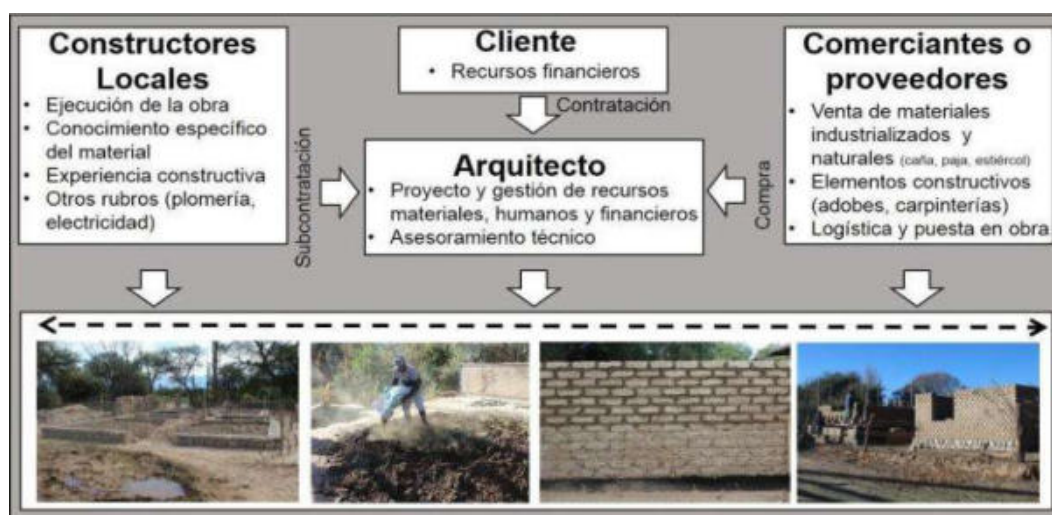 Constructores
Locales
• Ejecución de la obra
• Conocimiento específico
del material
• Experiencia constructiva
• Otros rubros (plomería,
electricidad)
Subcontratación
Cliente
• Recursos financieros
Contratación
Arquitecto
• Proyecto y gestión de recursos
materiales, humanos y financieros
• Asesoramiento técnico
Compra
Comerciantes o
proveedores
• Venta de materiales
industrializados y
naturales (caña, paja, estiércol)
• Elementos constructivos
(adobes, carpinterías)
• Logística y puesta en obra